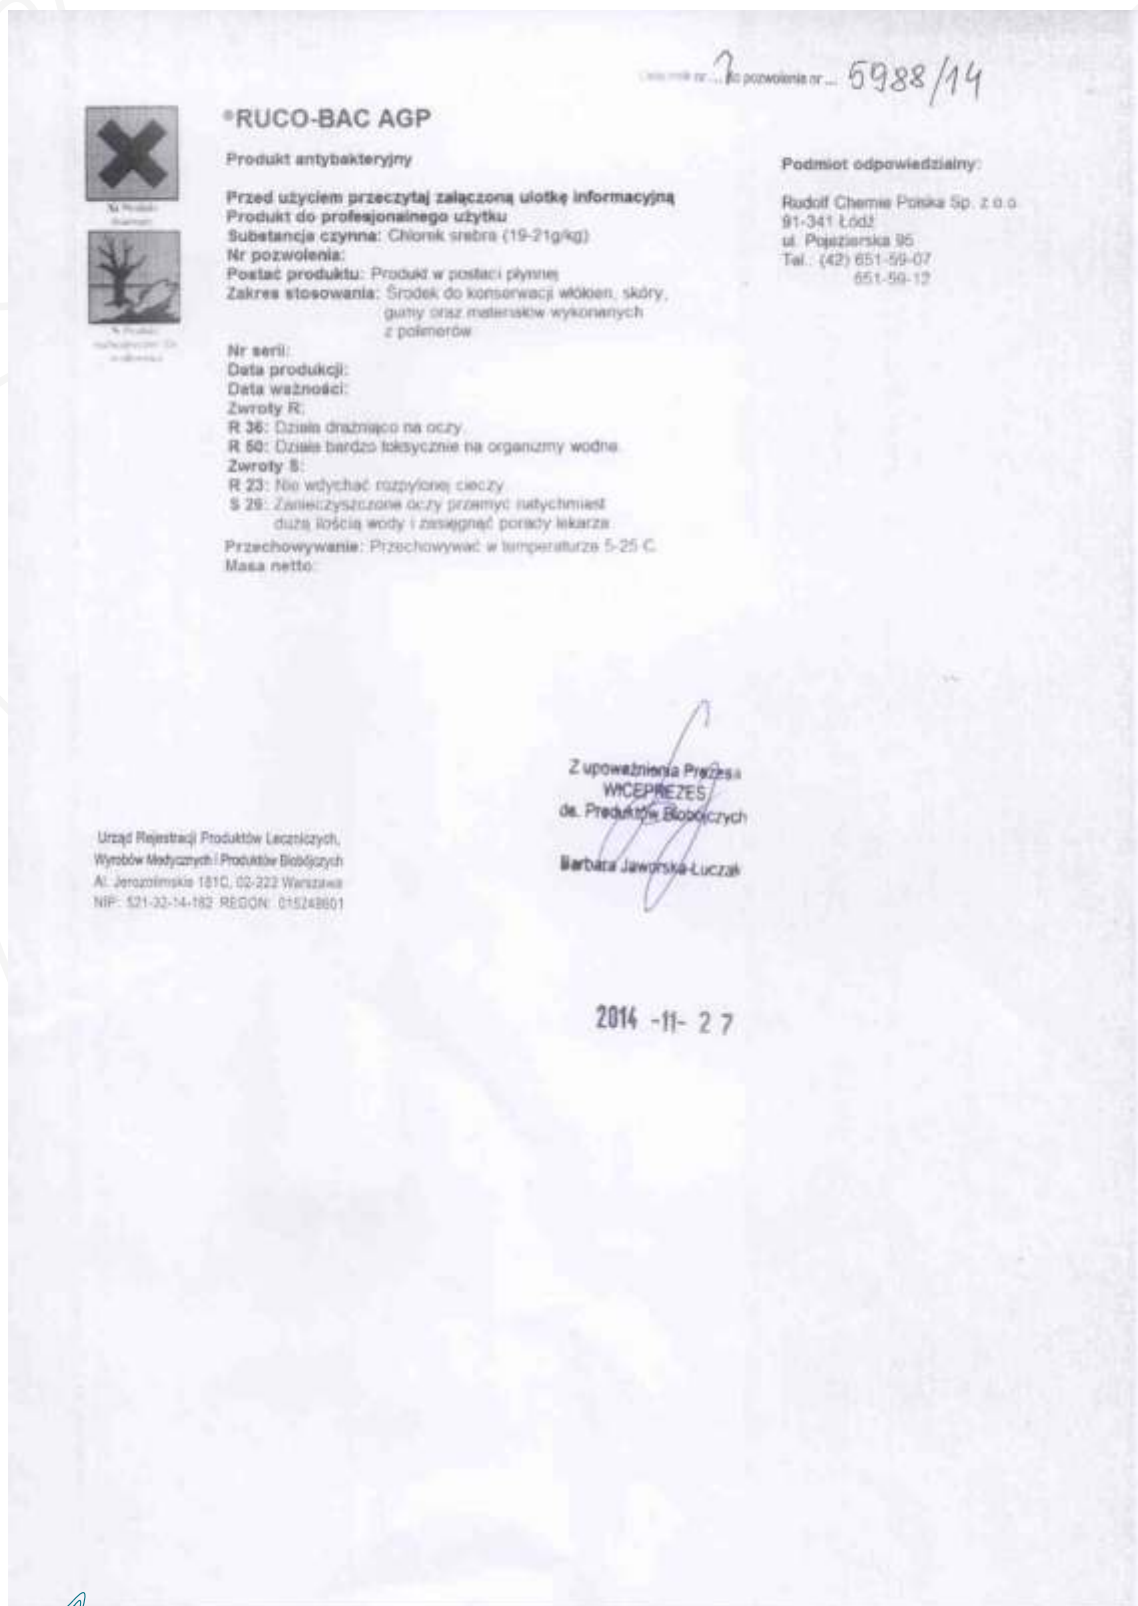 do pozwolenia nr ... 5988/14
®RUCO-BAC AGP
Produkt antybakteryjny
Przed użyciem przeczytaj załączoną ulotkę informacyjną
Produkt do profesjonalnego użytku
Substancja czynna: Chlorek srebra (19-21g/kg)
Nr pozwolenia:
Postać produktu: Produkt w postaci płynnej
Zakres stosowania: Środek do konserwacji włókien, skóry,
gumy oraz materiałów wykonanych
z polimerów
Nr serii:
Data produkcji:
Data ważności:
Zwroty R:
R 36: Działa drażniąco na oczy.
R 50: Działa bardzo toksycznie na organizmy wodne.
Zwroty S:
R 23: Nie wdychać rozpylonej cieczy
S 26: Zanieczyszczone oczy przemyć natychmiast
dużą ilością wody i zasięgnąć porady lekarza
Przechowywanie: Przechowywać w temperaturze 5-25 C.
Masa netto:
Podmiot odpowiedzialny:
Rudolf Chemie Polska Sp. z o.o.
91-341 Łódź
ul. Pojezierska 95
Tel.: (42) 651-59-07
651-59-12
Xi Produkt
N Produkt
Z upoważnienia Prezesa
WICEPREZES
ds. Produktów Biobójczych
Barbara Jaworska-Łuczak
Urząd Rejestracji Produktów Leczniczych,
Wyrobów Medycznych i Produktów Biobójczych
Al. Jerozolimskie 181C, 02-222 Warszawa
NIP: 521-32-14-182 REGON: 015248601
2014 -11- 27